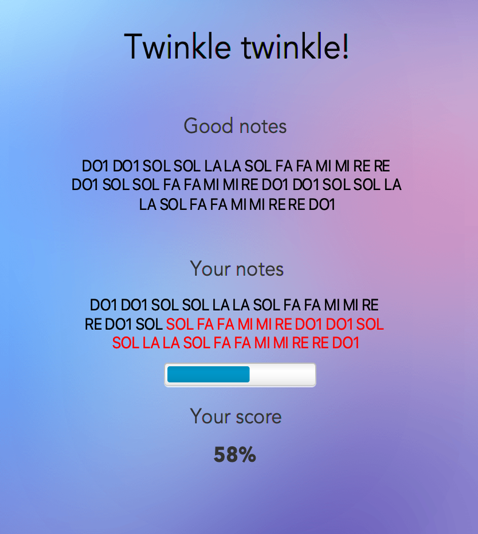 Twinkle twinkle!
Good notes
DO1 DO1 SOL SOL LA LA SOL FA FA MI MI RE RE
DO1 SOL SOL FA FA MI MI RE DO1 DO1 SOL SOL LA
LA SOL FA FA MI MI RE RE DO1
Your notes
DO1 DO1 SOL SOL LA LA SOL FA FA MI MI RE
RE DO1 SOL SOL FA FA MI MI RE DO1 DO1 SOL
SOL LA LA SOL FA FA MI MI RE RE DO1
Your score
58%